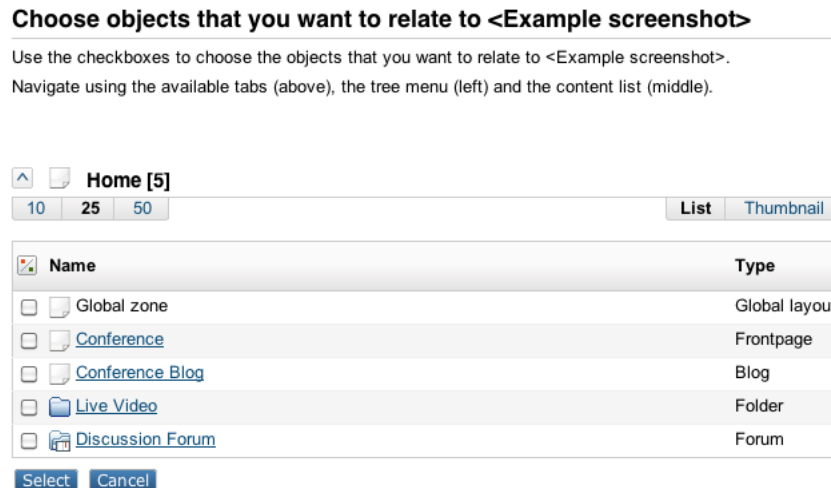 Choose objects that you want to relate to <Example screenshot>
Use the checkboxes to choose the objects that you want to relate to <Example screenshot>.
Navigate using the available tabs (above), the tree menu (left) and the content list (middle).
Home [5]
10 25 50 List Thumbnail
Name Type
Global zone Global layou
Conference Frontpage
Conference Blog Blog
Live Video Folder
Discussion Forum Forum
Select Cancel